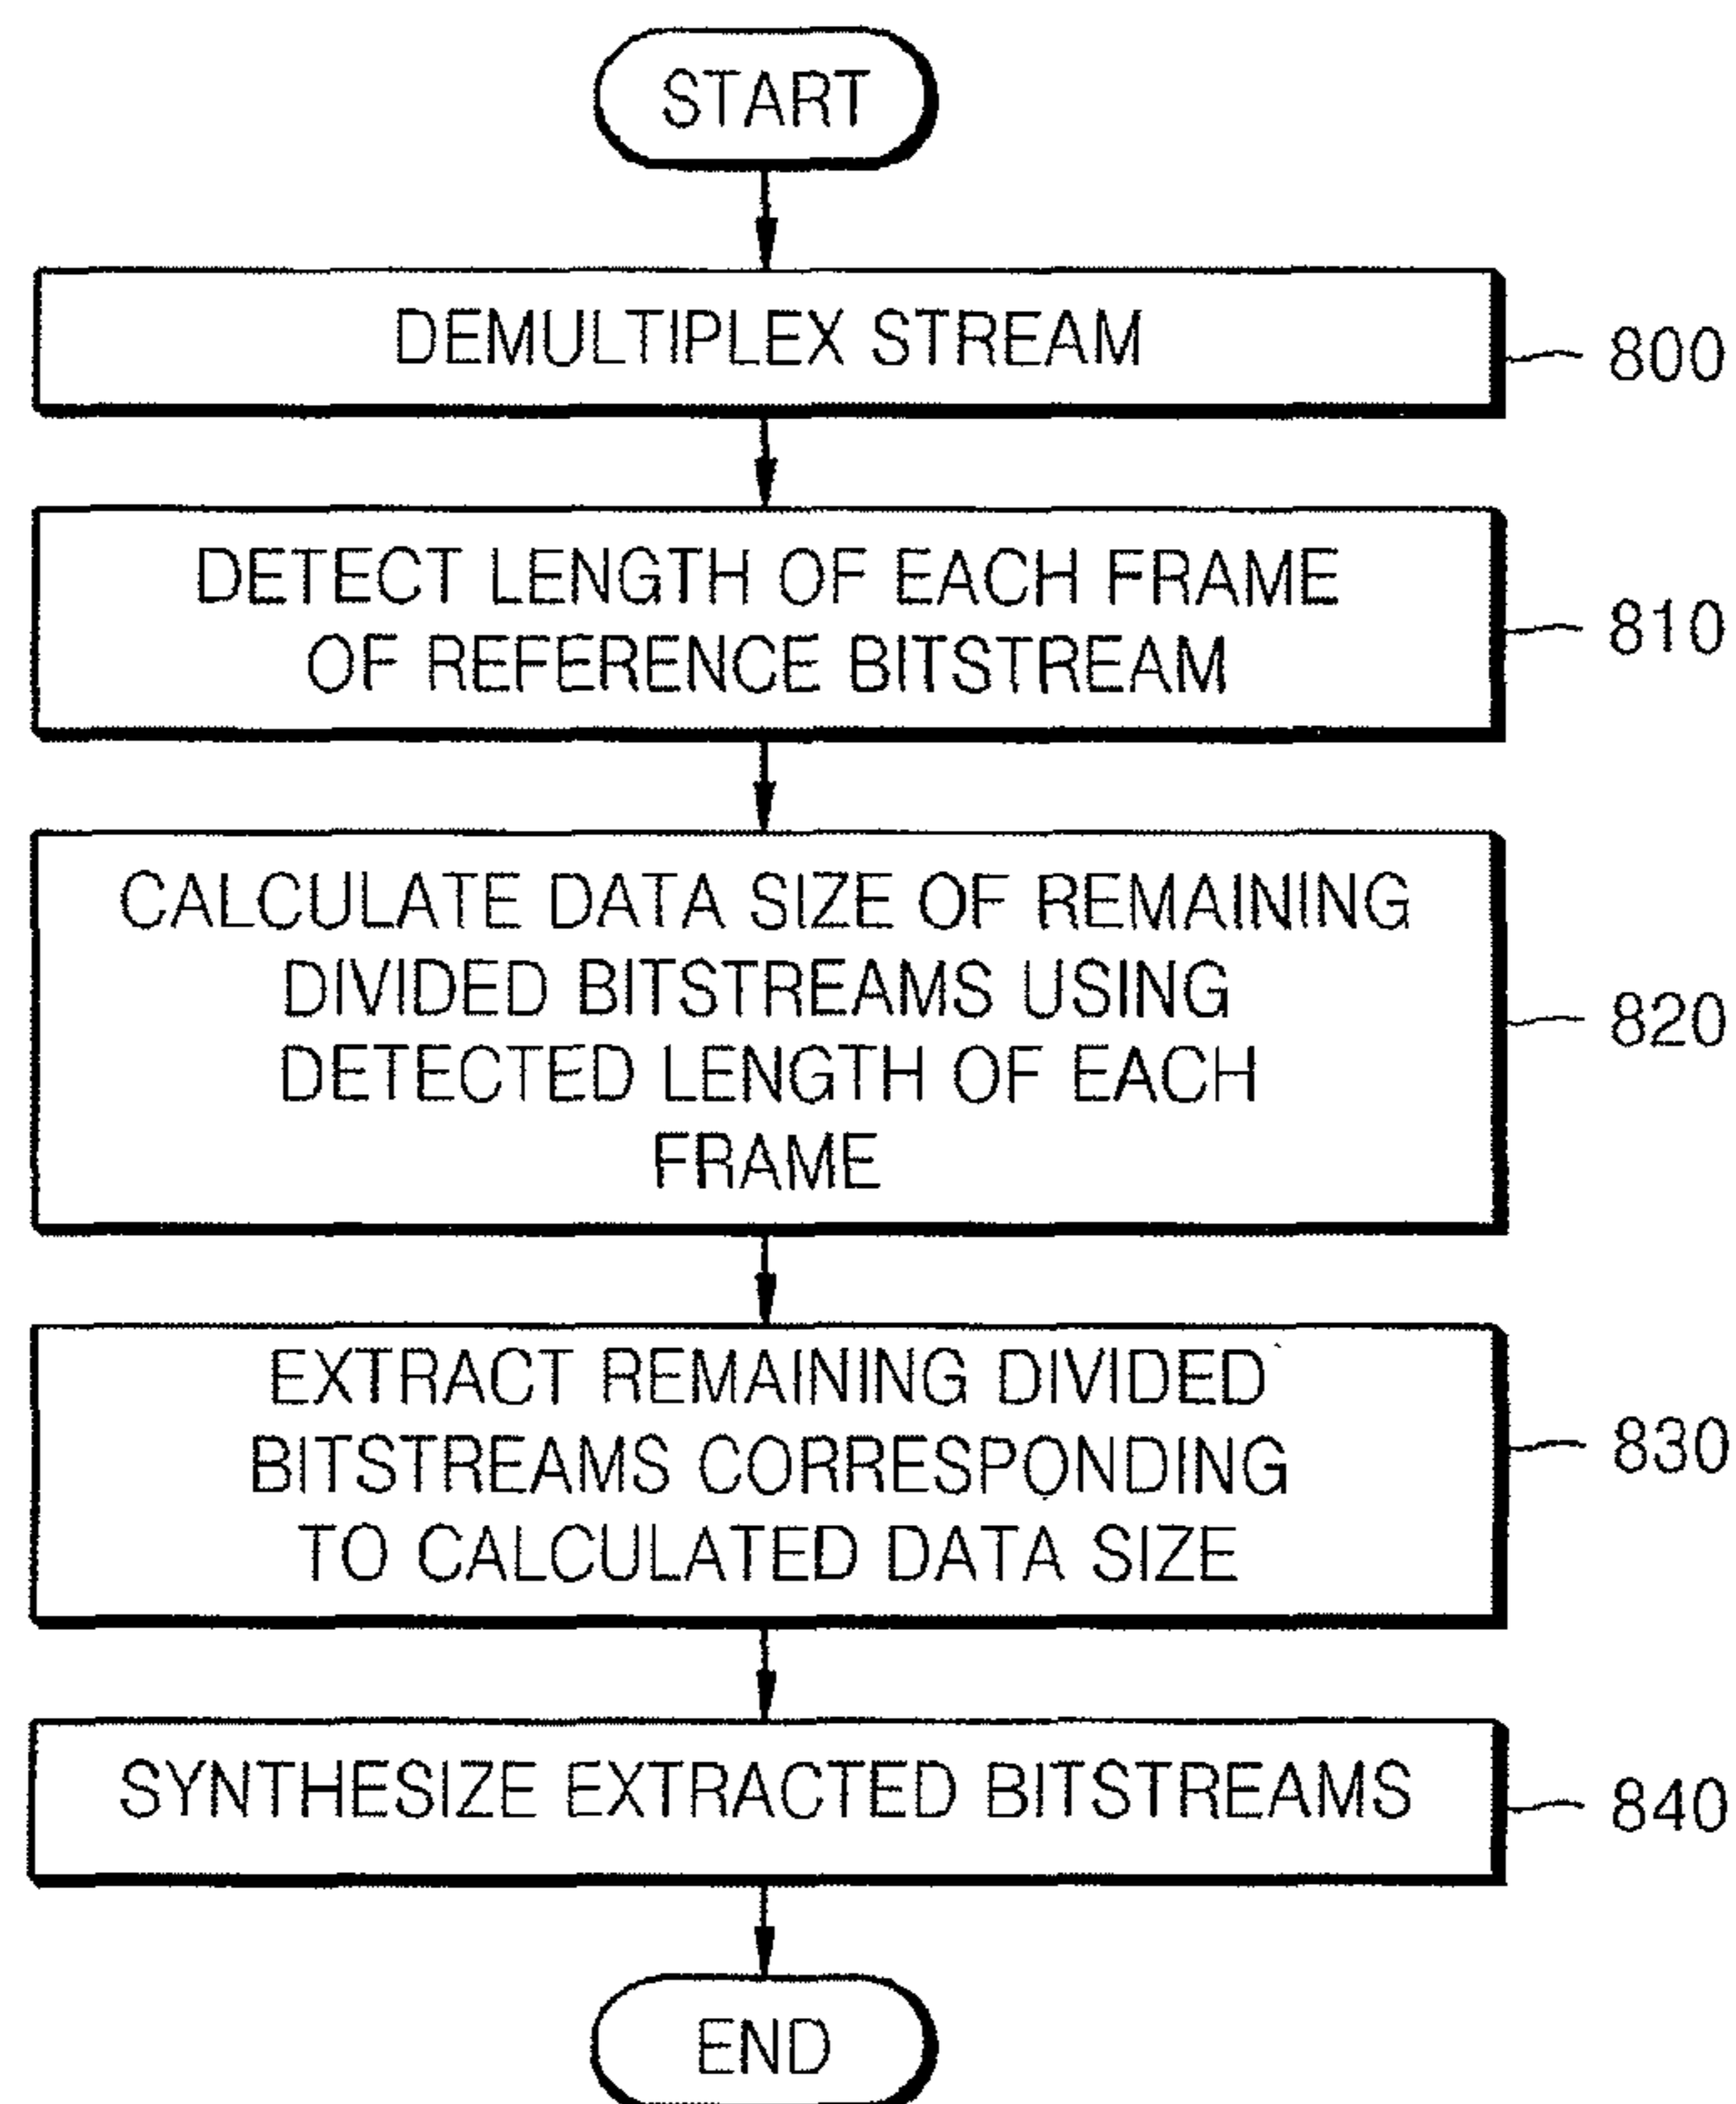 START
DEMULTIPLEX STREAM
800
DETECT LENGTH OF EACH FRAME
OF REFERENCE BITSTREAM
810
CALCULATE DATA SIZE OF REMAINING
DIVIDED BITSTREAMS USING
DETECTED LENGTH OF EACH
FRAME
820
EXTRACT REMAINING DIVIDED
BITSTREAMS CORRESPONDING
TO CALCULATED DATA SIZE
830
SYNTHESIZE EXTRACTED BITSTREAMS
840
END